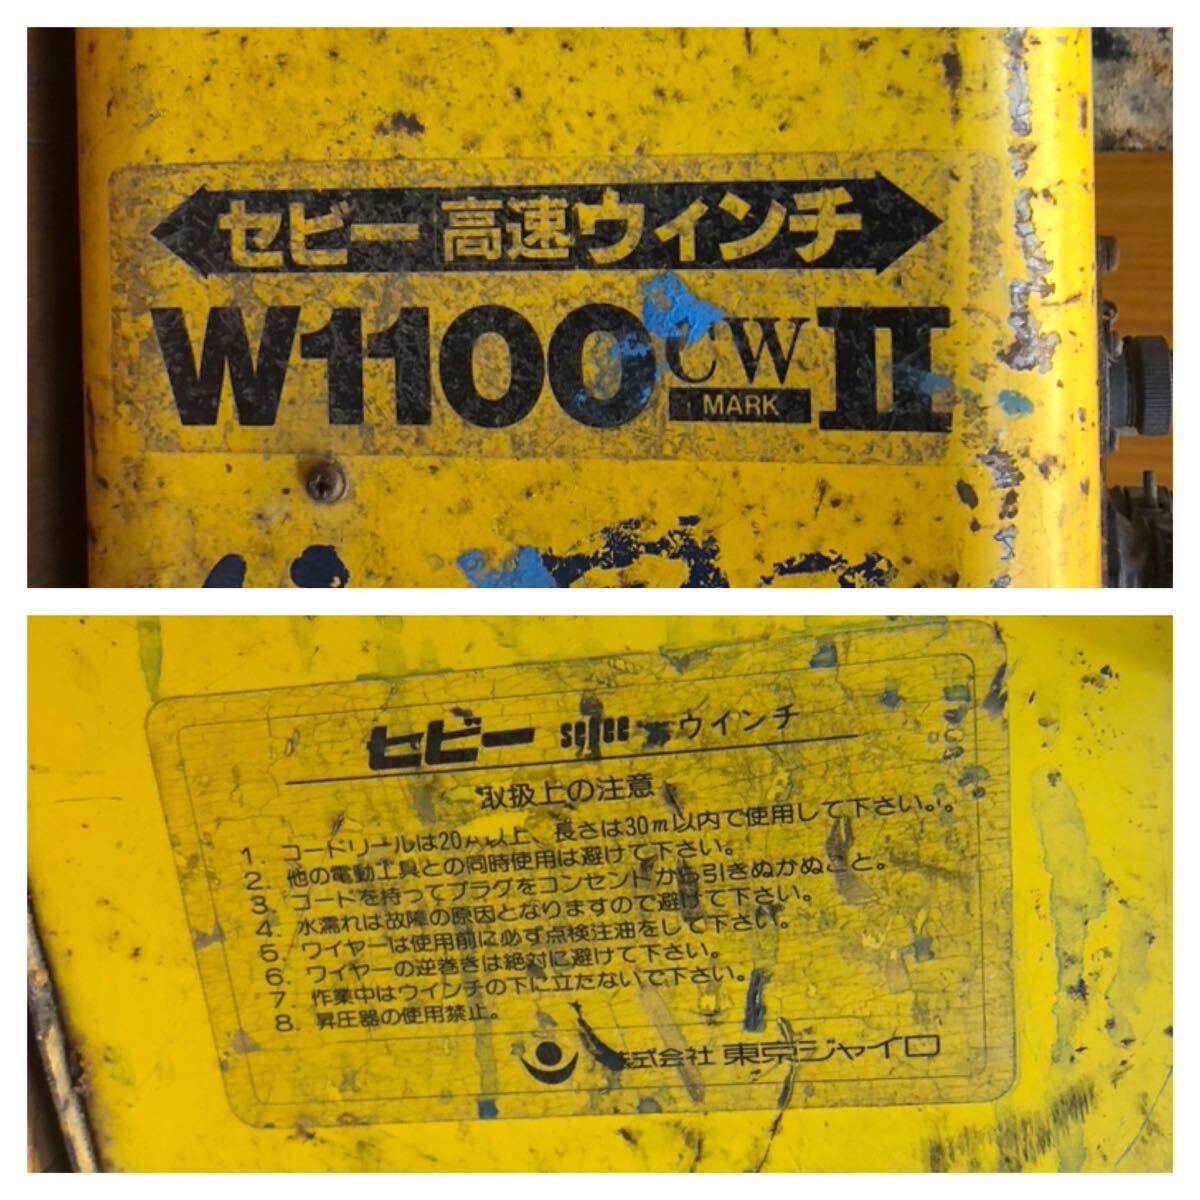 セビー 高速ウィンチ
W1100 CW MARK II
セビー ウインチ
取扱上の注意
1. コードリールは20A以上、長さは30m以内で使用して下さい。
2. 他の電動工具との同時使用は避けて下さい。
3. コードを持ってプラグをコンセントから引きぬかぬこと。
4. 水漏れは故障の原因となりますので避けて下さい。
5. ワイヤーは使用前に必ず点検注油をして下さい。
6. ワイヤーの逆巻きは絶対に避けて下さい。
7. 作業中はウインチの下に立たないで下さい。
8. 昇圧器の使用禁止。
株式会社 東京ジャイロ